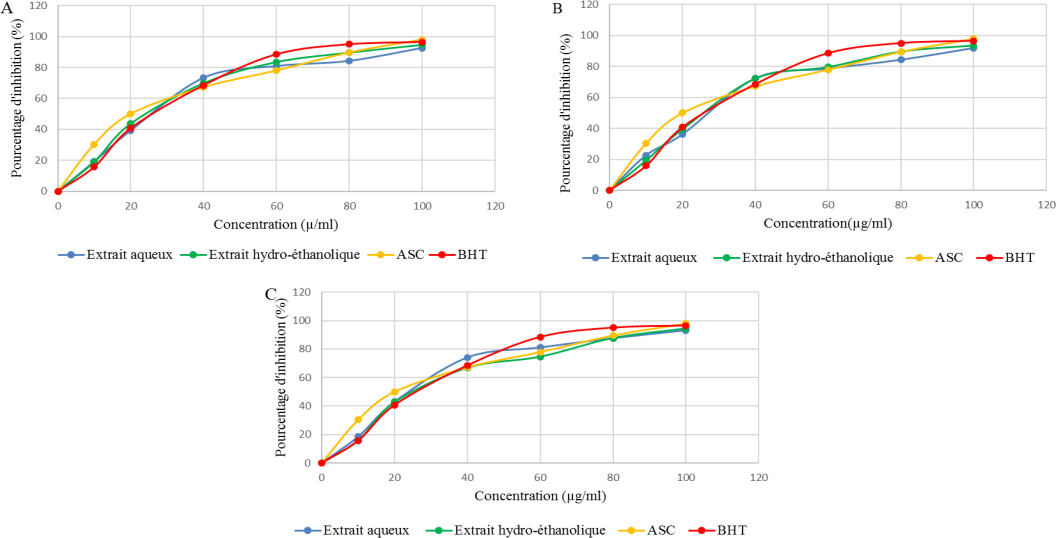 A
Pourcentage d'inhibition (%)
120
100
80
60
40
20
0
0 20 40 60 80 100 120
Concentration (µ/ml)
Extrait aqueux Extrait hydro-éthanolique ASC BHT
B
Pourcentage d'inhibition (%)
120
100
80
60
40
20
0
0 20 40 60 80 100 120
Concentration(µg/ml)
Extrait aqueux Extrait hydro-éthanolique ASC BHT
C
Pourcentage d'inhibition (%)
120
100
80
60
40
20
0
0 20 40 60 80 100 120
Concentration (µg/ml)
Extrait aqueux Extrait hydro-éthanolique ASC BHT